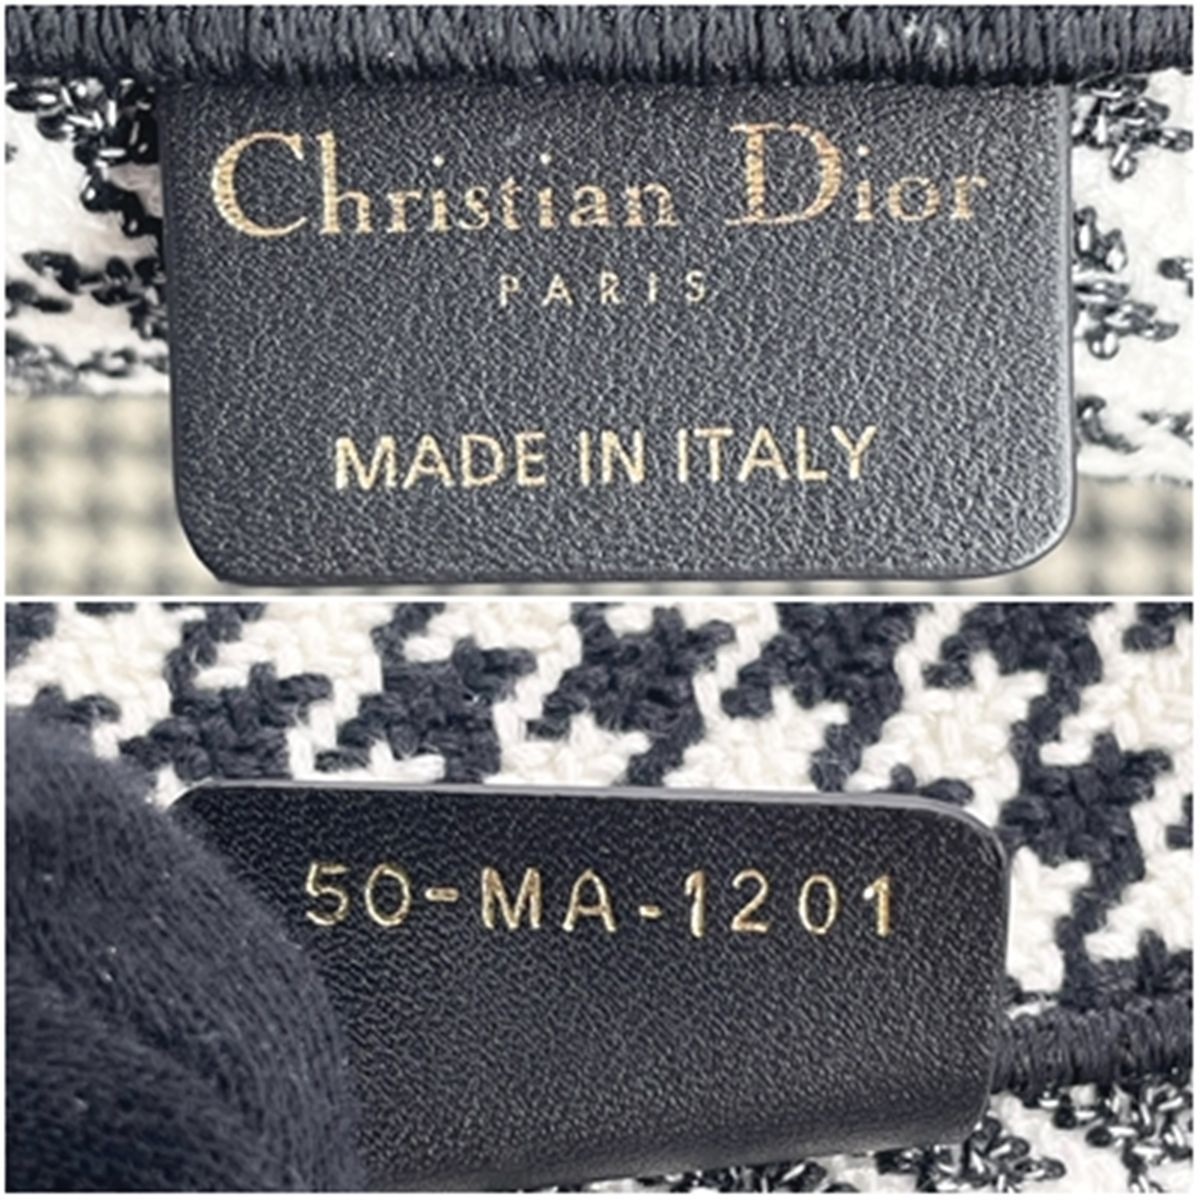 Christian Dior
PARIS
MADE IN ITALY
50-MA-1201